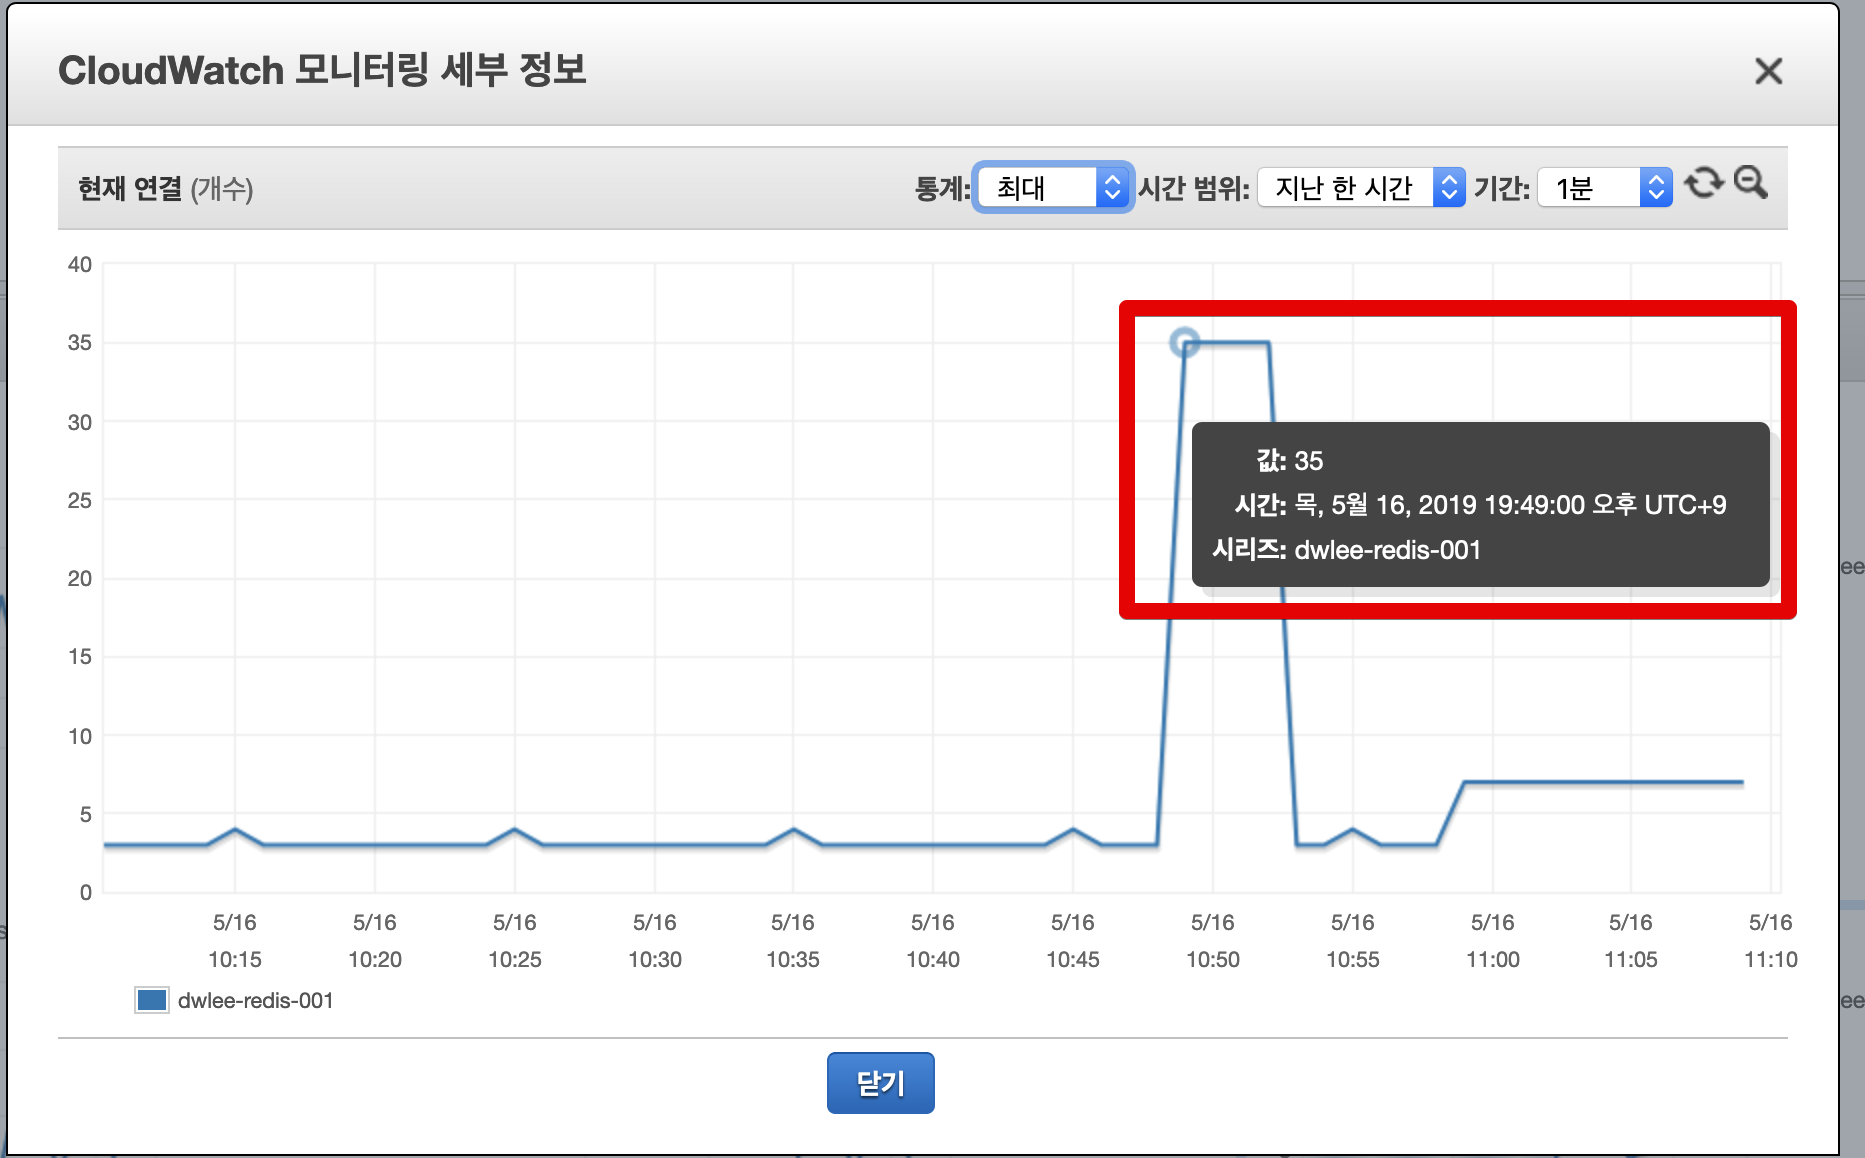 CloudWatch 모니터링 세부 정보
현재 연결 (개수)
통계: 최대 시간 범위: 지난 한 시간 기간: 1분
40
35
30
25
20
15
10
5
0
값: 35
시간: 목, 5월 16, 2019 19:49:00 오후 UTC+9
시리즈: dwlee-redis-001
5/16 5/16 5/16 5/16 5/16 5/16 5/16 5/16 5/16 5/16 5/16 5/16
10:15 10:20 10:25 10:30 10:35 10:40 10:45 10:50 10:55 11:00 11:05 11:10
dwlee-redis-001
닫기
ee
ee